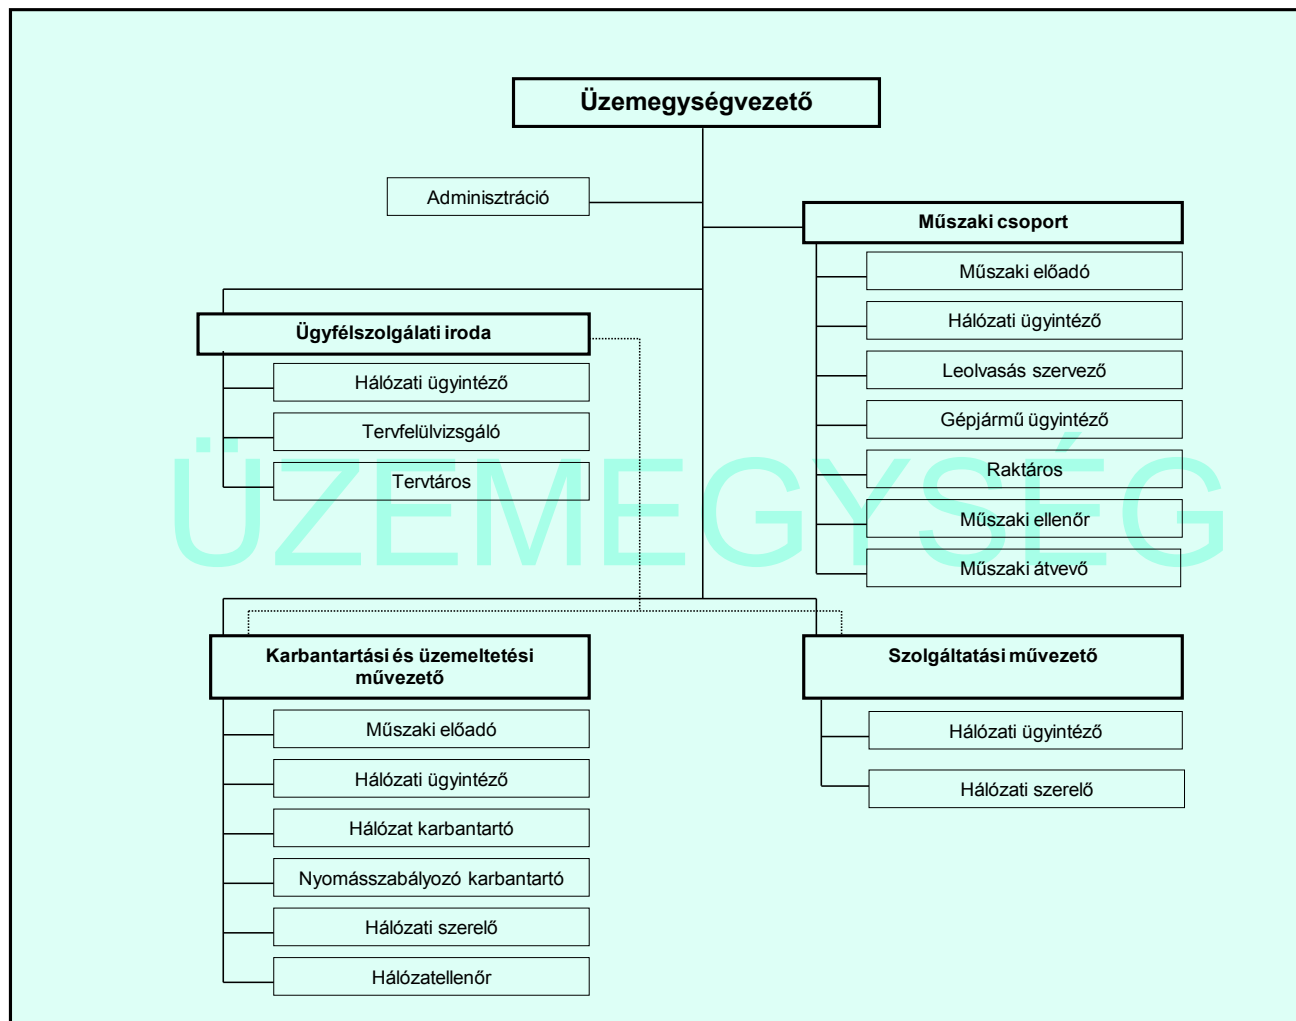 Üzemegységvezető
Adminisztráció
Műszaki csoport
Műszaki előadó
Hálózati ügyintéző
Leolvasás szervező
Gépjármű ügyintéző
Raktáros
Műszaki ellenőr
Műszaki átvevő
Ügyfélszolgálati iroda
Hálózati ügyintéző
Tervfelülvizsgáló
Tervtáros
ÜZEMEGYSÉG
Karbantartási és üzemeltetési
művezető
Műszaki előadó
Hálózati ügyintéző
Hálózat karbantartó
Nyomásszabályozó karbantartó
Hálózati szerelő
Hálózatellenőr
Szolgáltatási művezető
Hálózati ügyintéző
Hálózati szerelő